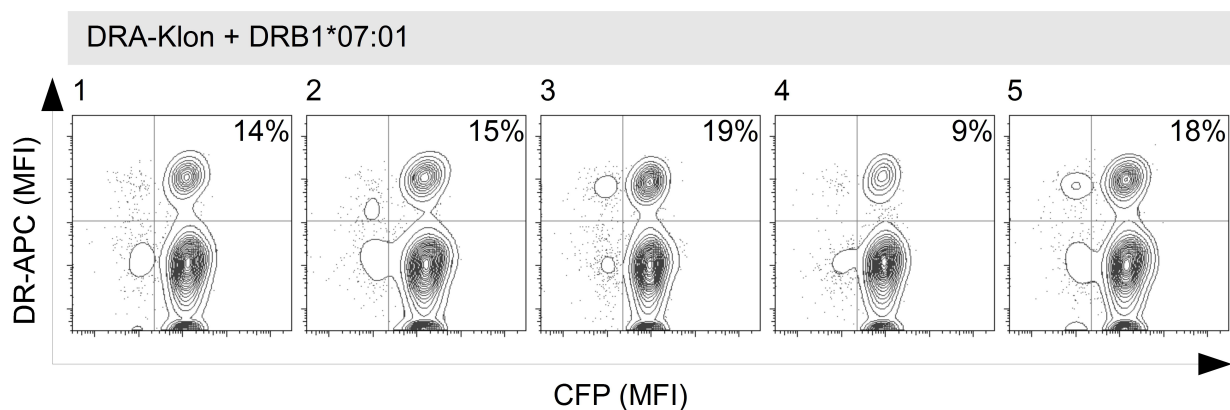 DRA-Klon + DRB1*07:01
1 2 3 4 5
14% 15% 19% 9% 18%
DR-APC (MFI)
CFP (MFI)